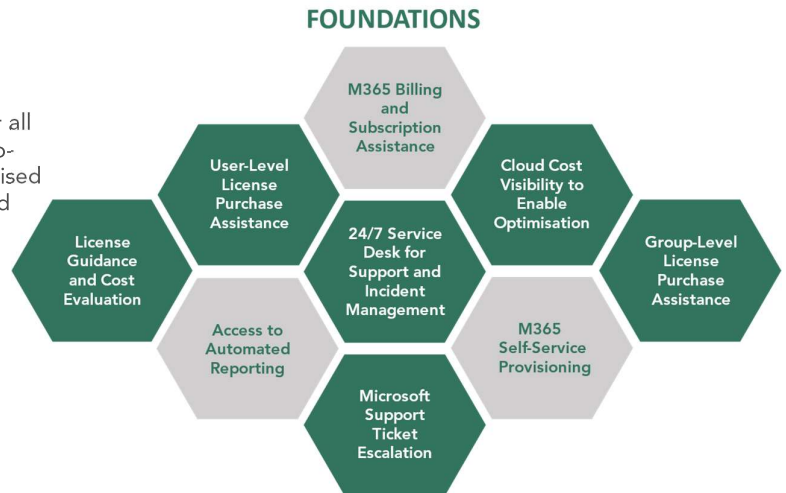 FOUNDATIONS
all
o-
ised
d
M365 Billing
and
Subscription
Assistance
User-Level
License
Purchase
Assistance
Cloud Cost
Visibility to
Enable
Optimisation
License
Guidance
and Cost
Evaluation
24/7 Service
Desk for
Support and
Incident
Management
Group-Level
License
Purchase
Assistance
Access to
Automated
Reporting
M365
Self-Service
Provisioning
Microsoft
Support
Ticket
Escalation